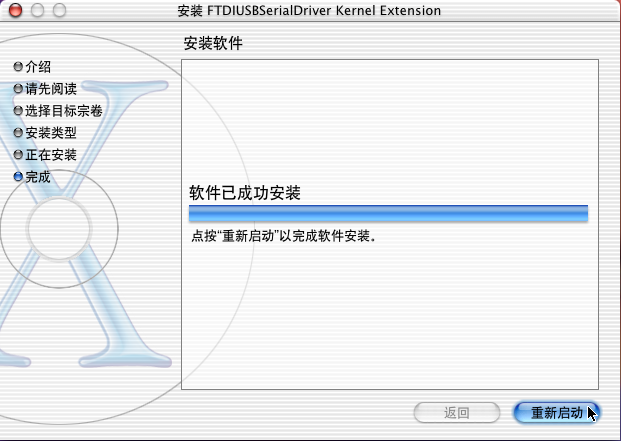 安装 FTDIUSBSerialDriver Kernel Extension
安装软件
介绍
请先阅读
选择目标宗卷
安装类型
正在安装
完成
软件已成功安装
点按“重新启动”以完成软件安装。
返回
重新启动